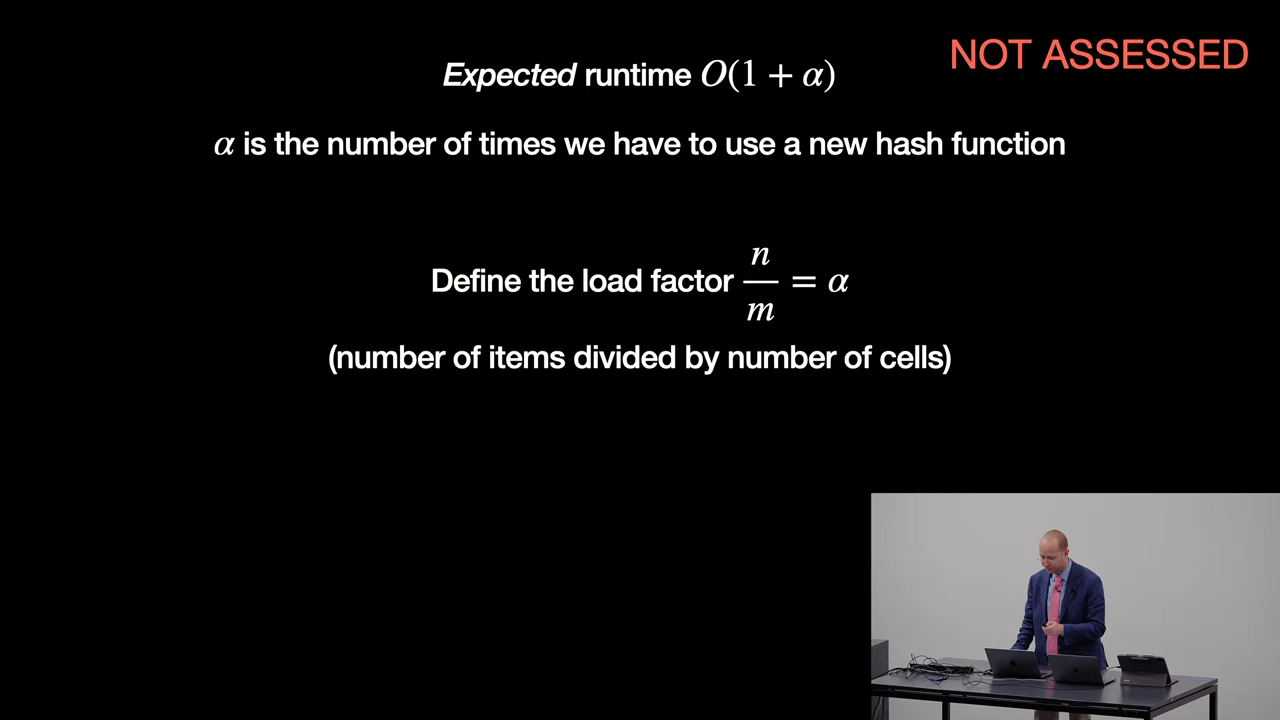 NOT ASSESSED
Expected runtime O(1 + α)
α is the number of times we have to use a new hash function
Define the load factor n/m = α
(number of items divided by number of cells)